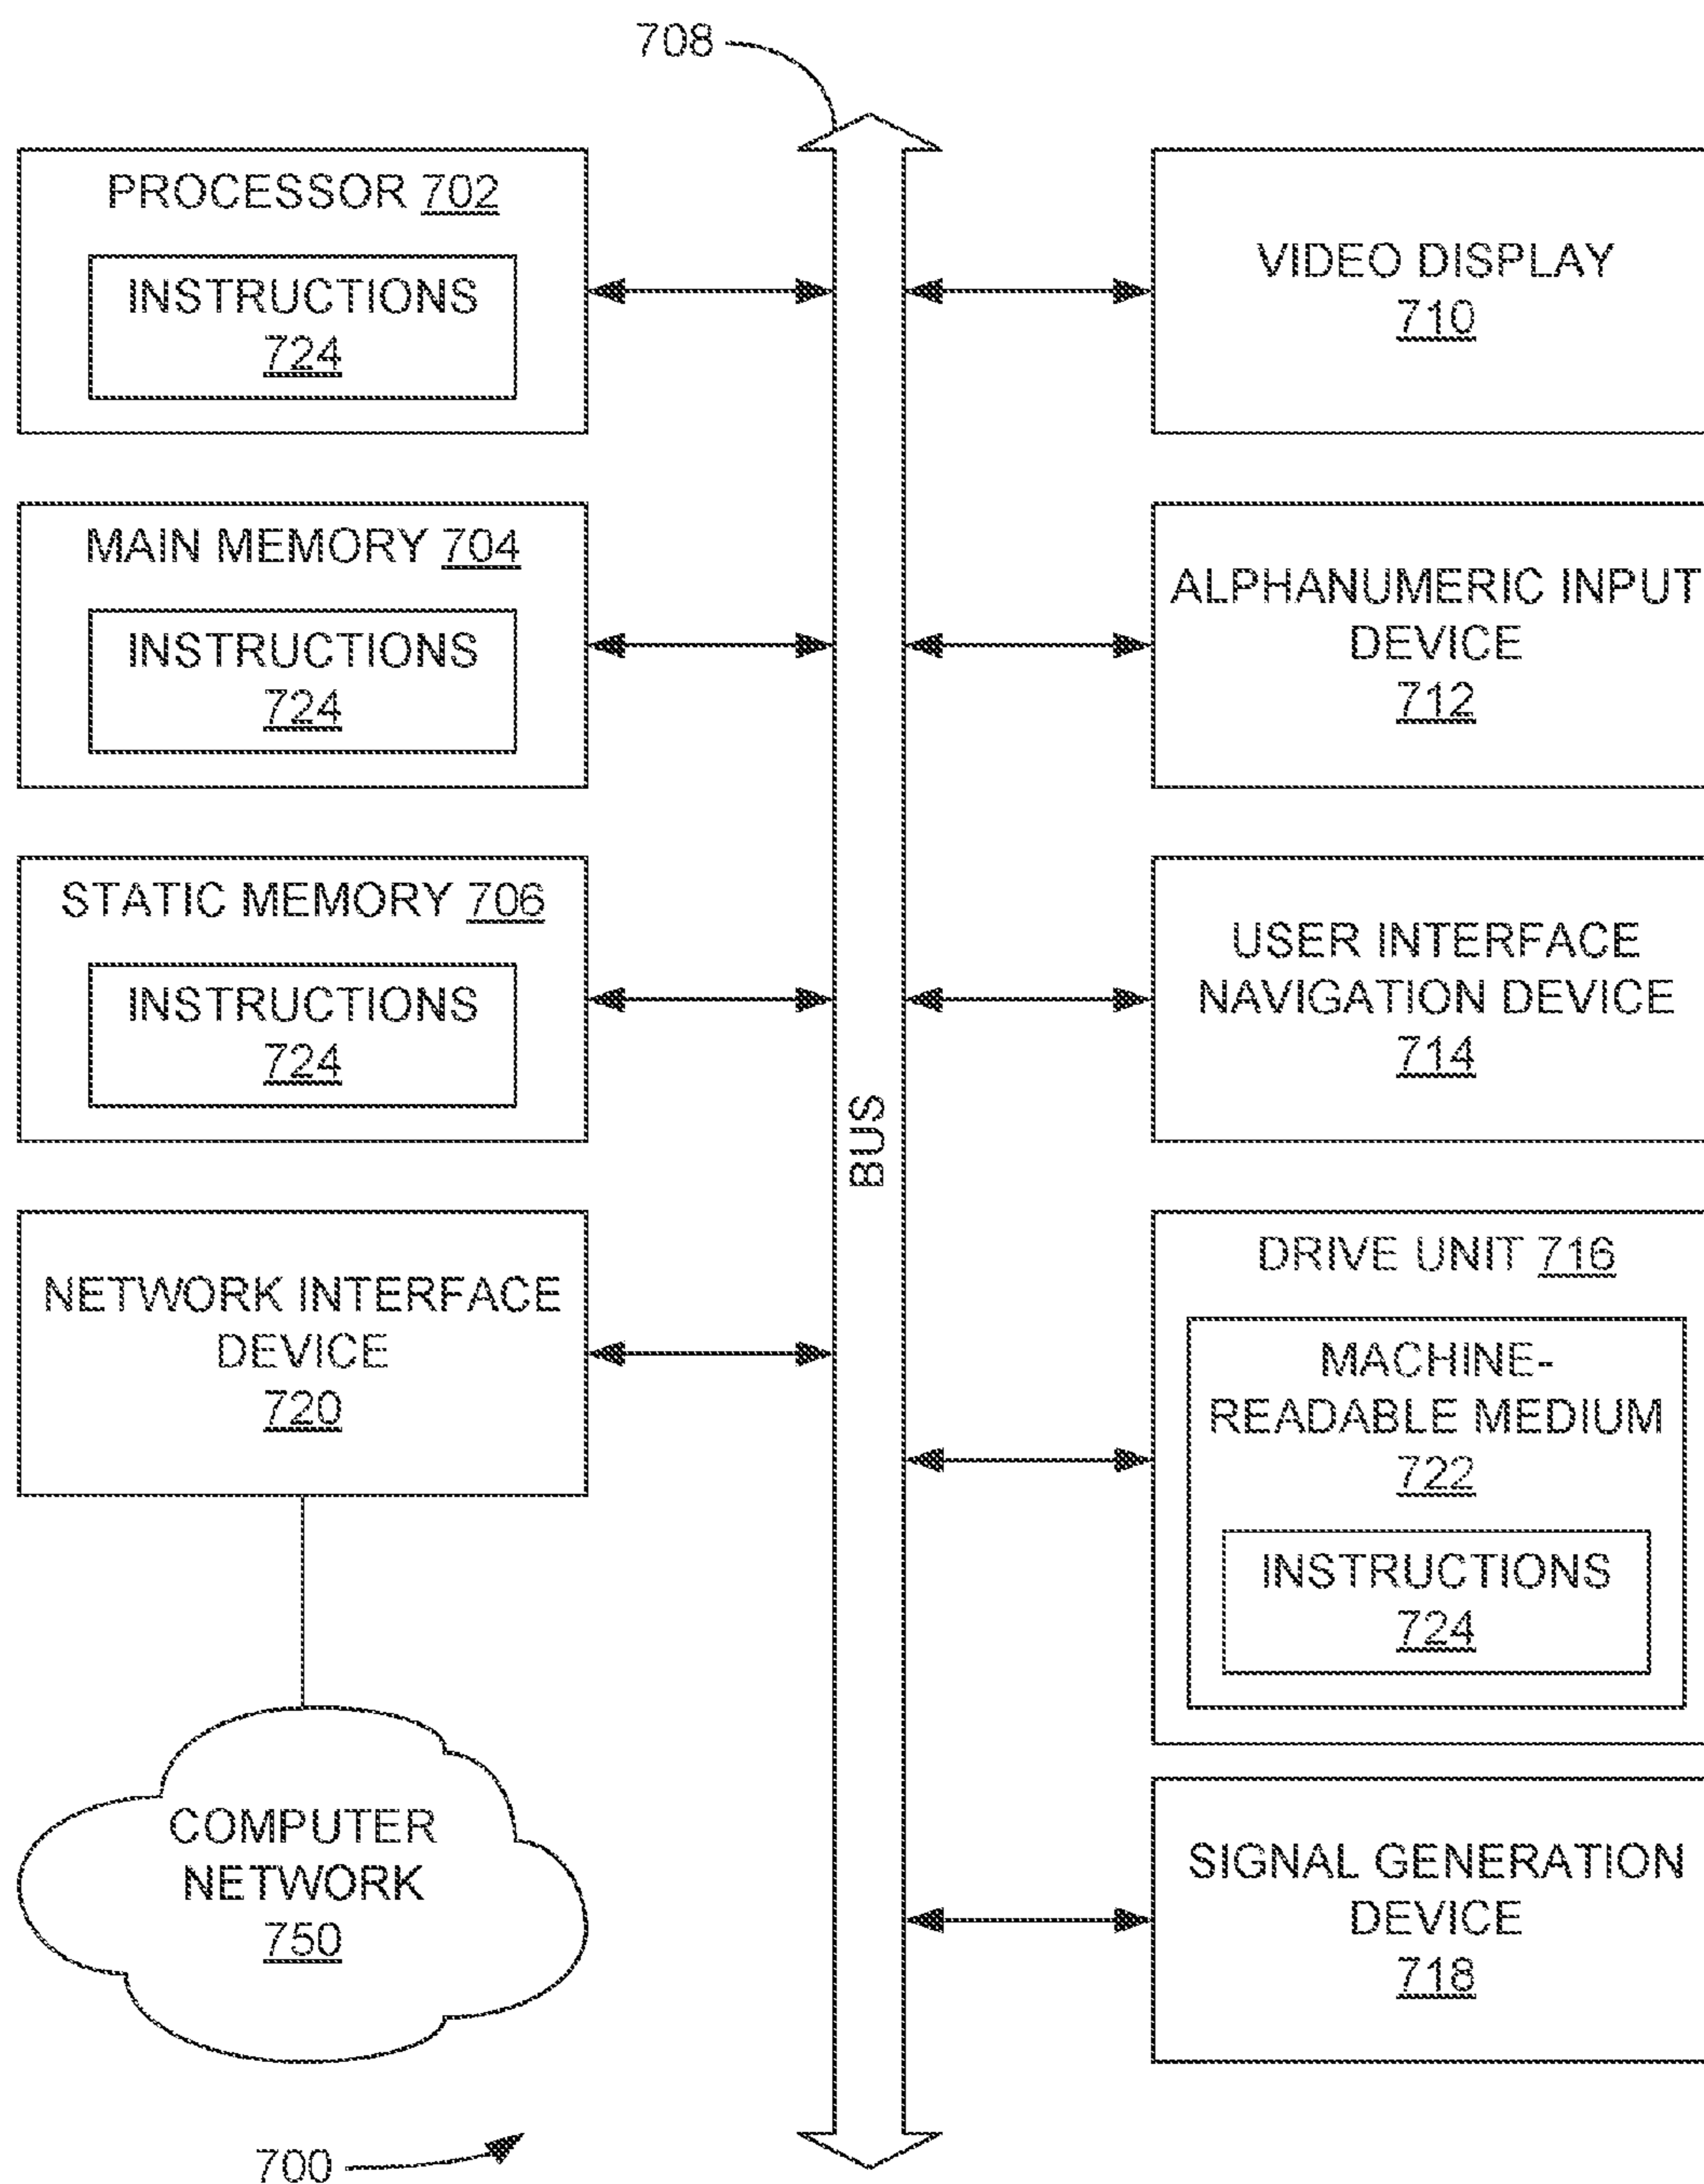 708
PROCESSOR 702
INSTRUCTIONS
724
MAIN MEMORY 704
INSTRUCTIONS
724
STATIC MEMORY 706
INSTRUCTIONS
724
NETWORK INTERFACE
DEVICE
720
COMPUTER
NETWORK
750
700
BUS
VIDEO DISPLAY
710
ALPHANUMERIC INPUT
DEVICE
712
USER INTERFACE
NAVIGATION DEVICE
714
DRIVE UNIT 716
MACHINE-
READABLE MEDIUM
722
INSTRUCTIONS
724
SIGNAL GENERATION
DEVICE
718